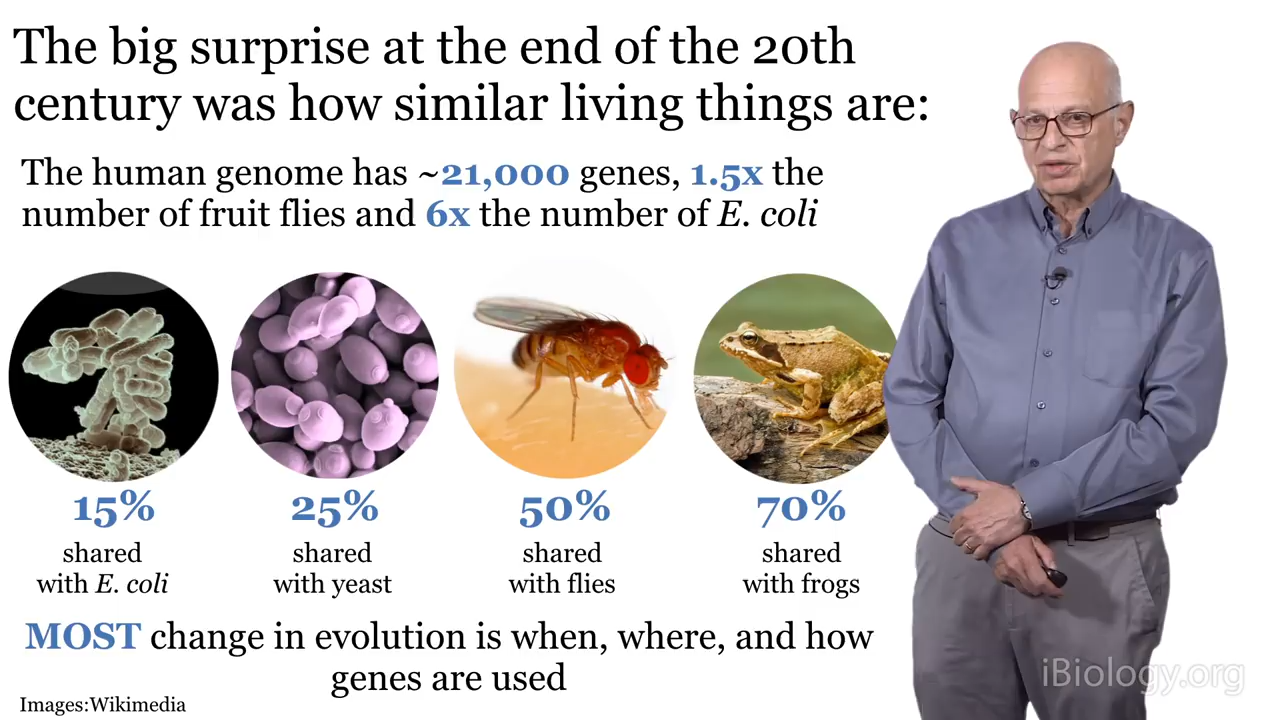 The big surprise at the end of the 20th
century was how similar living things are:
The human genome has ~21,000 genes, 1.5x the
number of fruit flies and 6x the number of E. coli
15%
shared
with E. coli
25%
shared
with yeast
50%
shared
with flies
70%
shared
with frogs
MOST change in evolution is when, where, and how
genes are used
Images:Wikimedia
iBiology.org